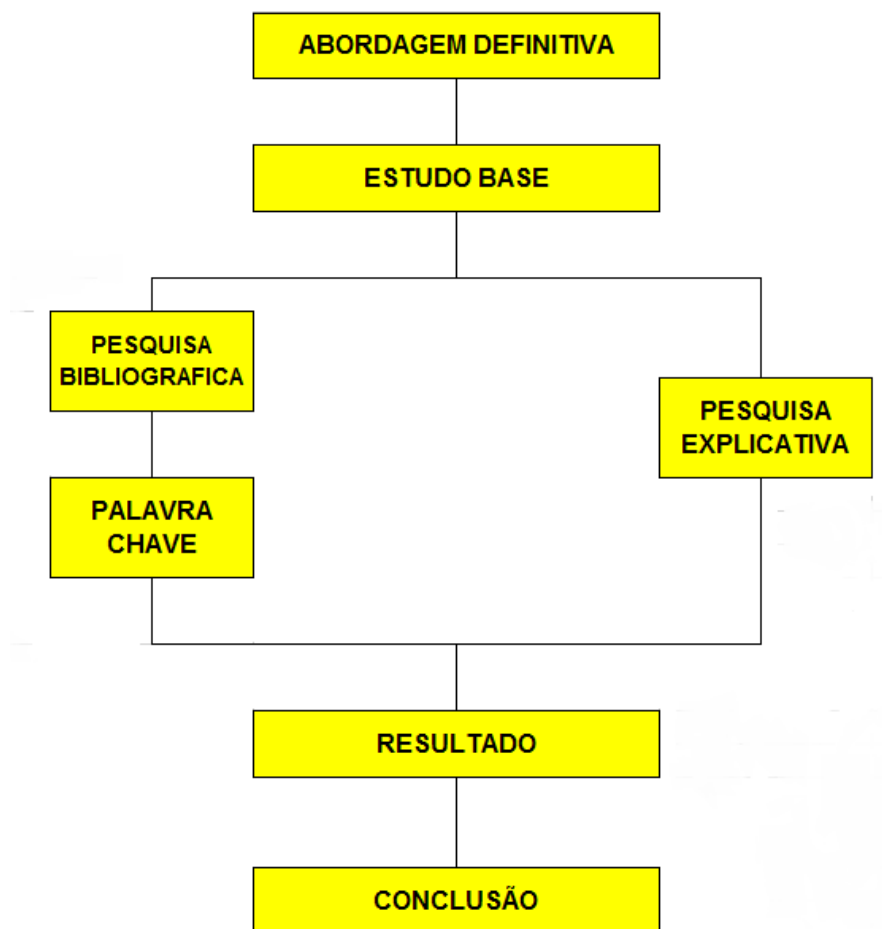 ABORDAGEM DEFINITIVA
ESTUDO BASE
PESQUISA
BIBLIOGRAFICA
PALAVRA
CHAVE
PESQUISA
EXPLICATIVA
RESULTADO
CONCLUSÃO